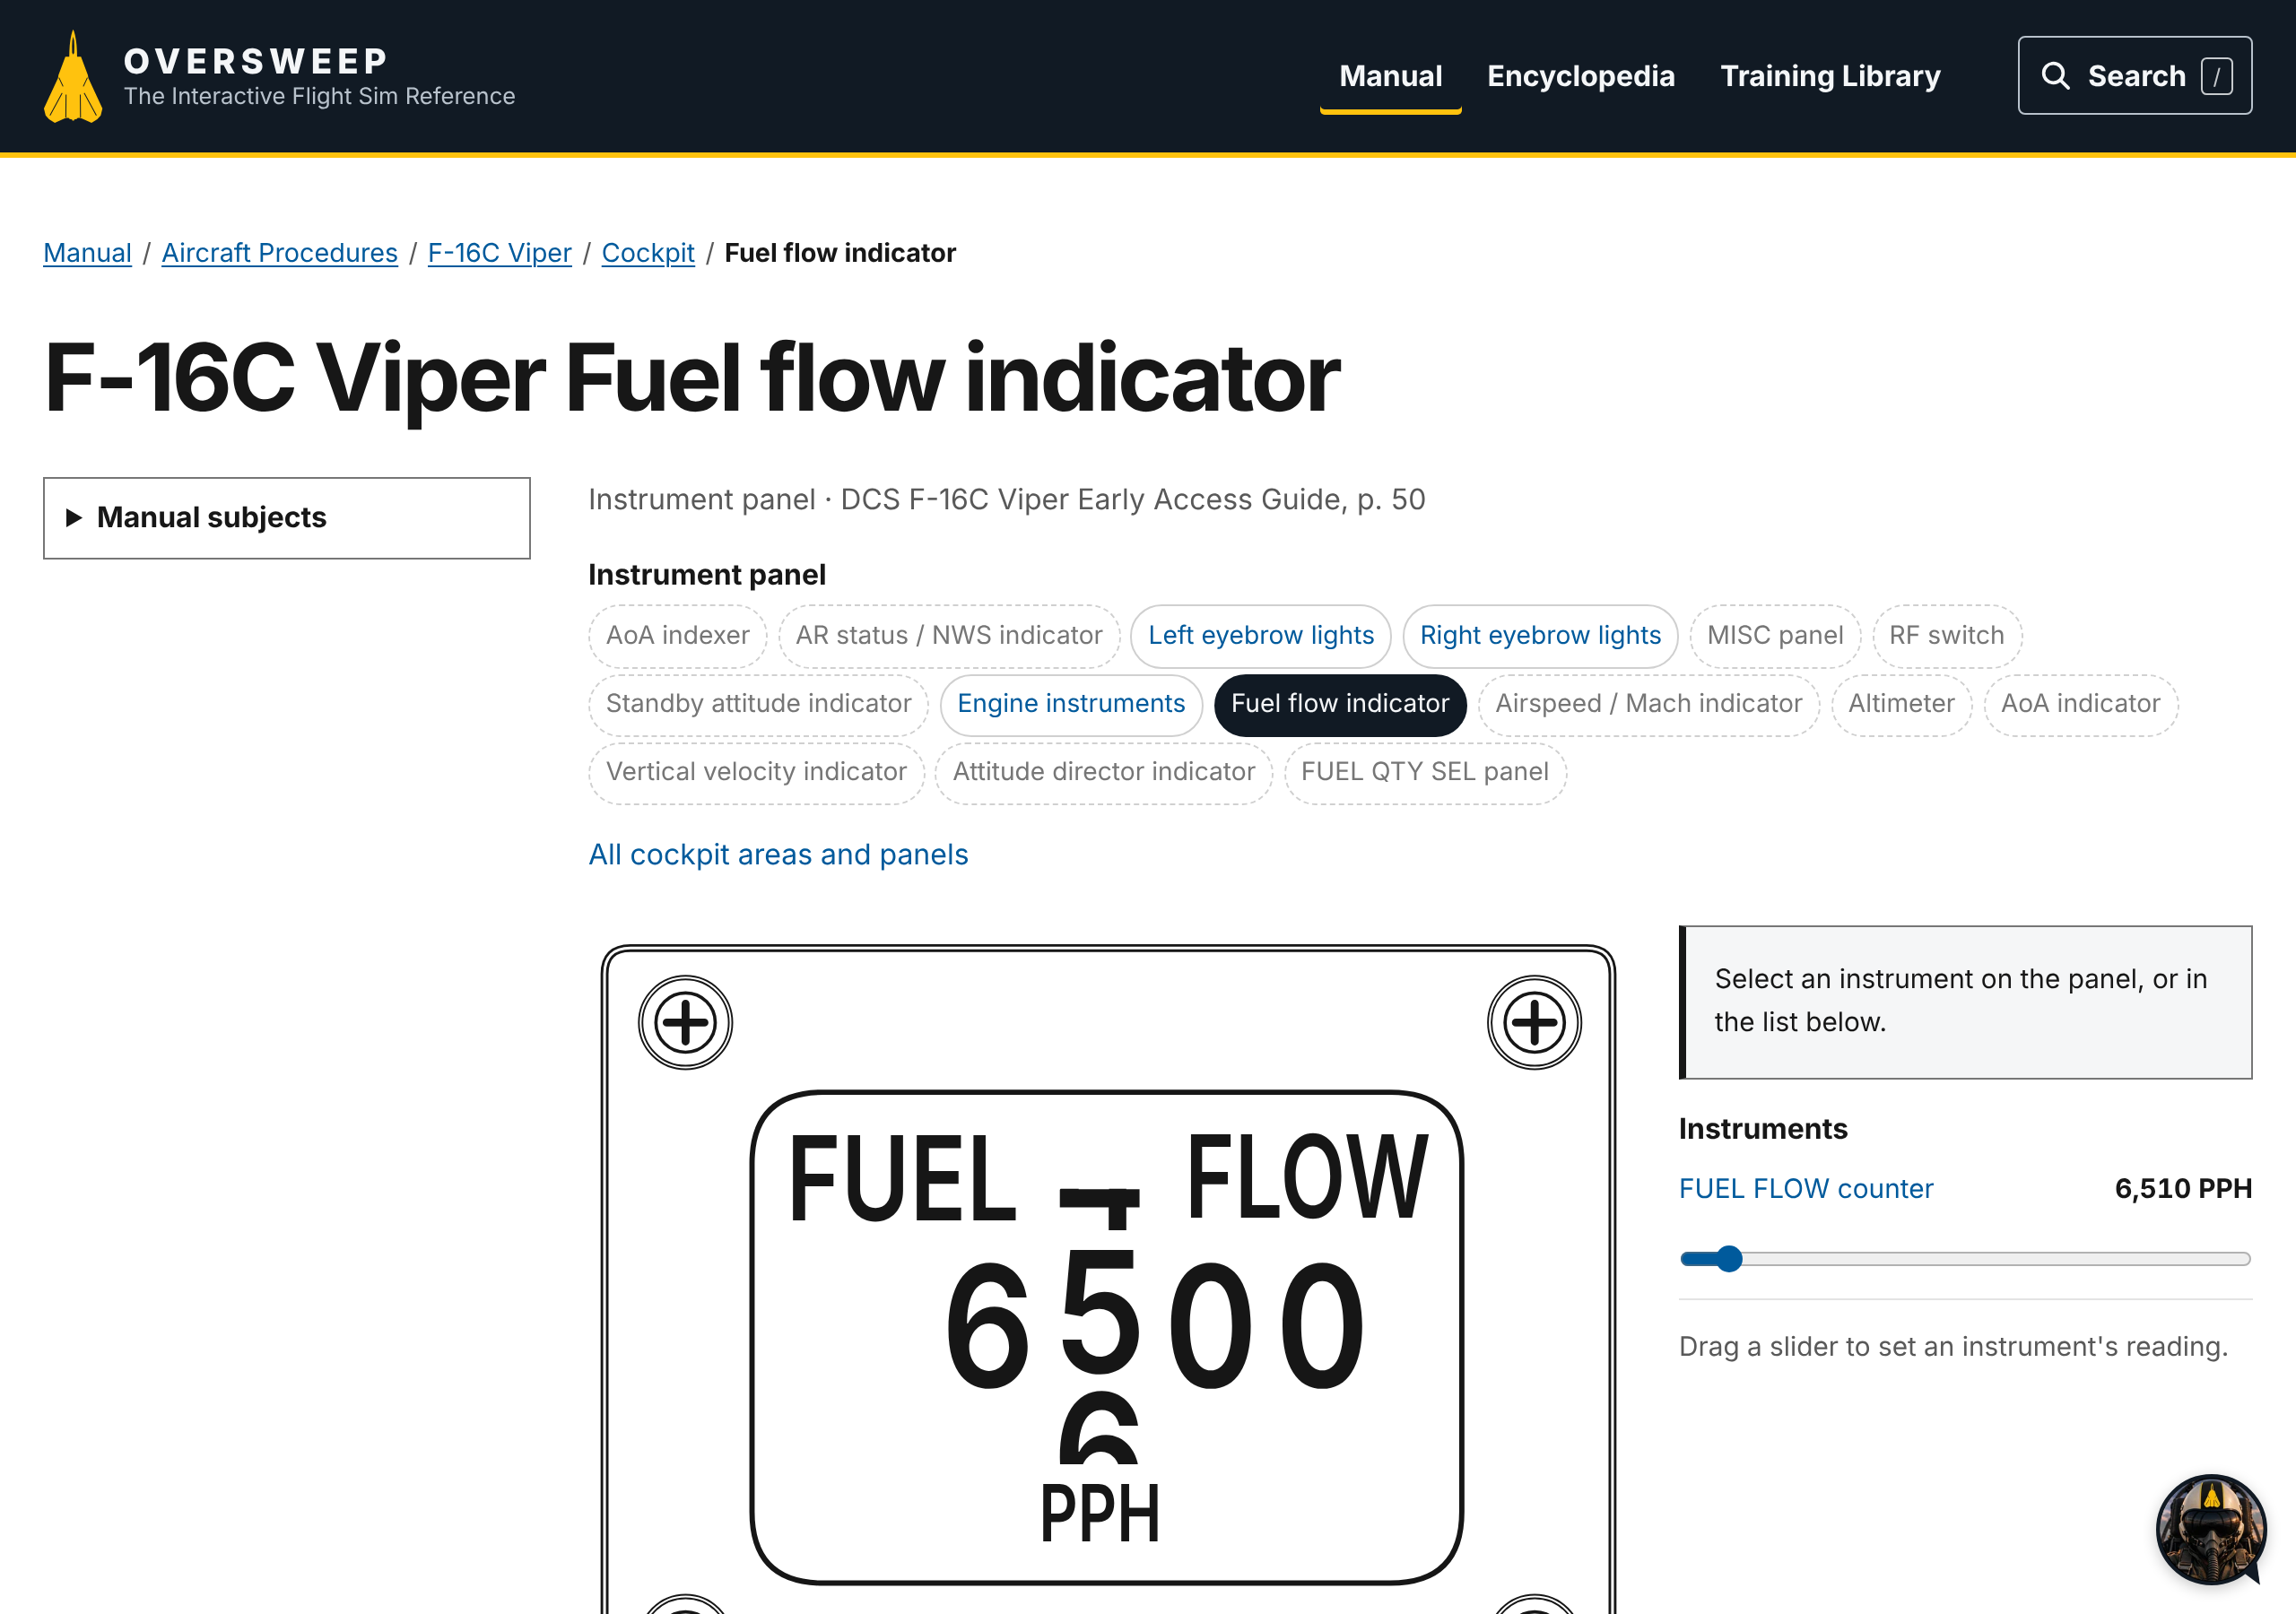 OVERSWEEP
The Interactive Flight Sim Reference
Manual
Encyclopedia
Training Library
Search /
Manual / Aircraft Procedures / F-16C Viper / Cockpit / Fuel flow indicator
F-16C Viper Fuel flow indicator
▶ Manual subjects
Instrument panel · DCS F-16C Viper Early Access Guide, p. 50
Instrument panel
AoA indexer
AR status / NWS indicator
Left eyebrow lights
Right eyebrow lights
MISC panel
RF switch
Standby attitude indicator
Engine instruments
Fuel flow indicator
Airspeed / Mach indicator
Altimeter
AoA indicator
Vertical velocity indicator
Attitude director indicator
FUEL QTY SEL panel
All cockpit areas and panels
FUEL FLOW
6500
6
PPH
Select an instrument on the panel, or in
the list below.
Instruments
FUEL FLOW counter 6,510 PPH
Drag a slider to set an instrument's reading.